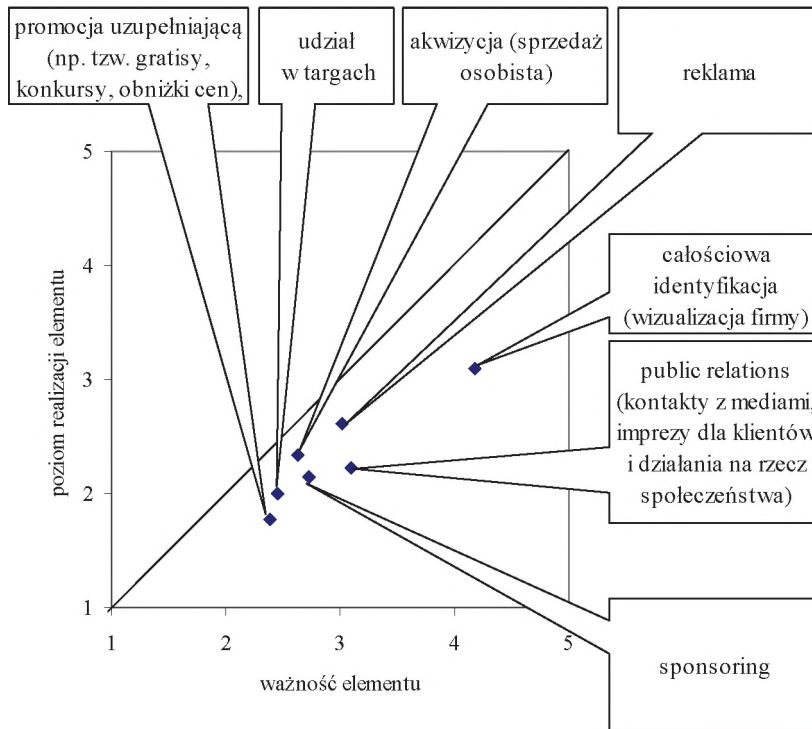 promocja uzupełniającą
(np. tzw. gratisy,
konkursy, obniżki cen),
udział
w targach
akwizycja (sprzedaż
osobista)
reklama
całościowa
identyfikacja
(wizualizacja firmy)
public relations
(kontakty z mediami,
imprezy dla klientów
i działania na rzecz
społeczeństwa)
sponsoring
poziom realizacji elementu
5
4
3
2
1
1 2 3 4 5
ważność elementu